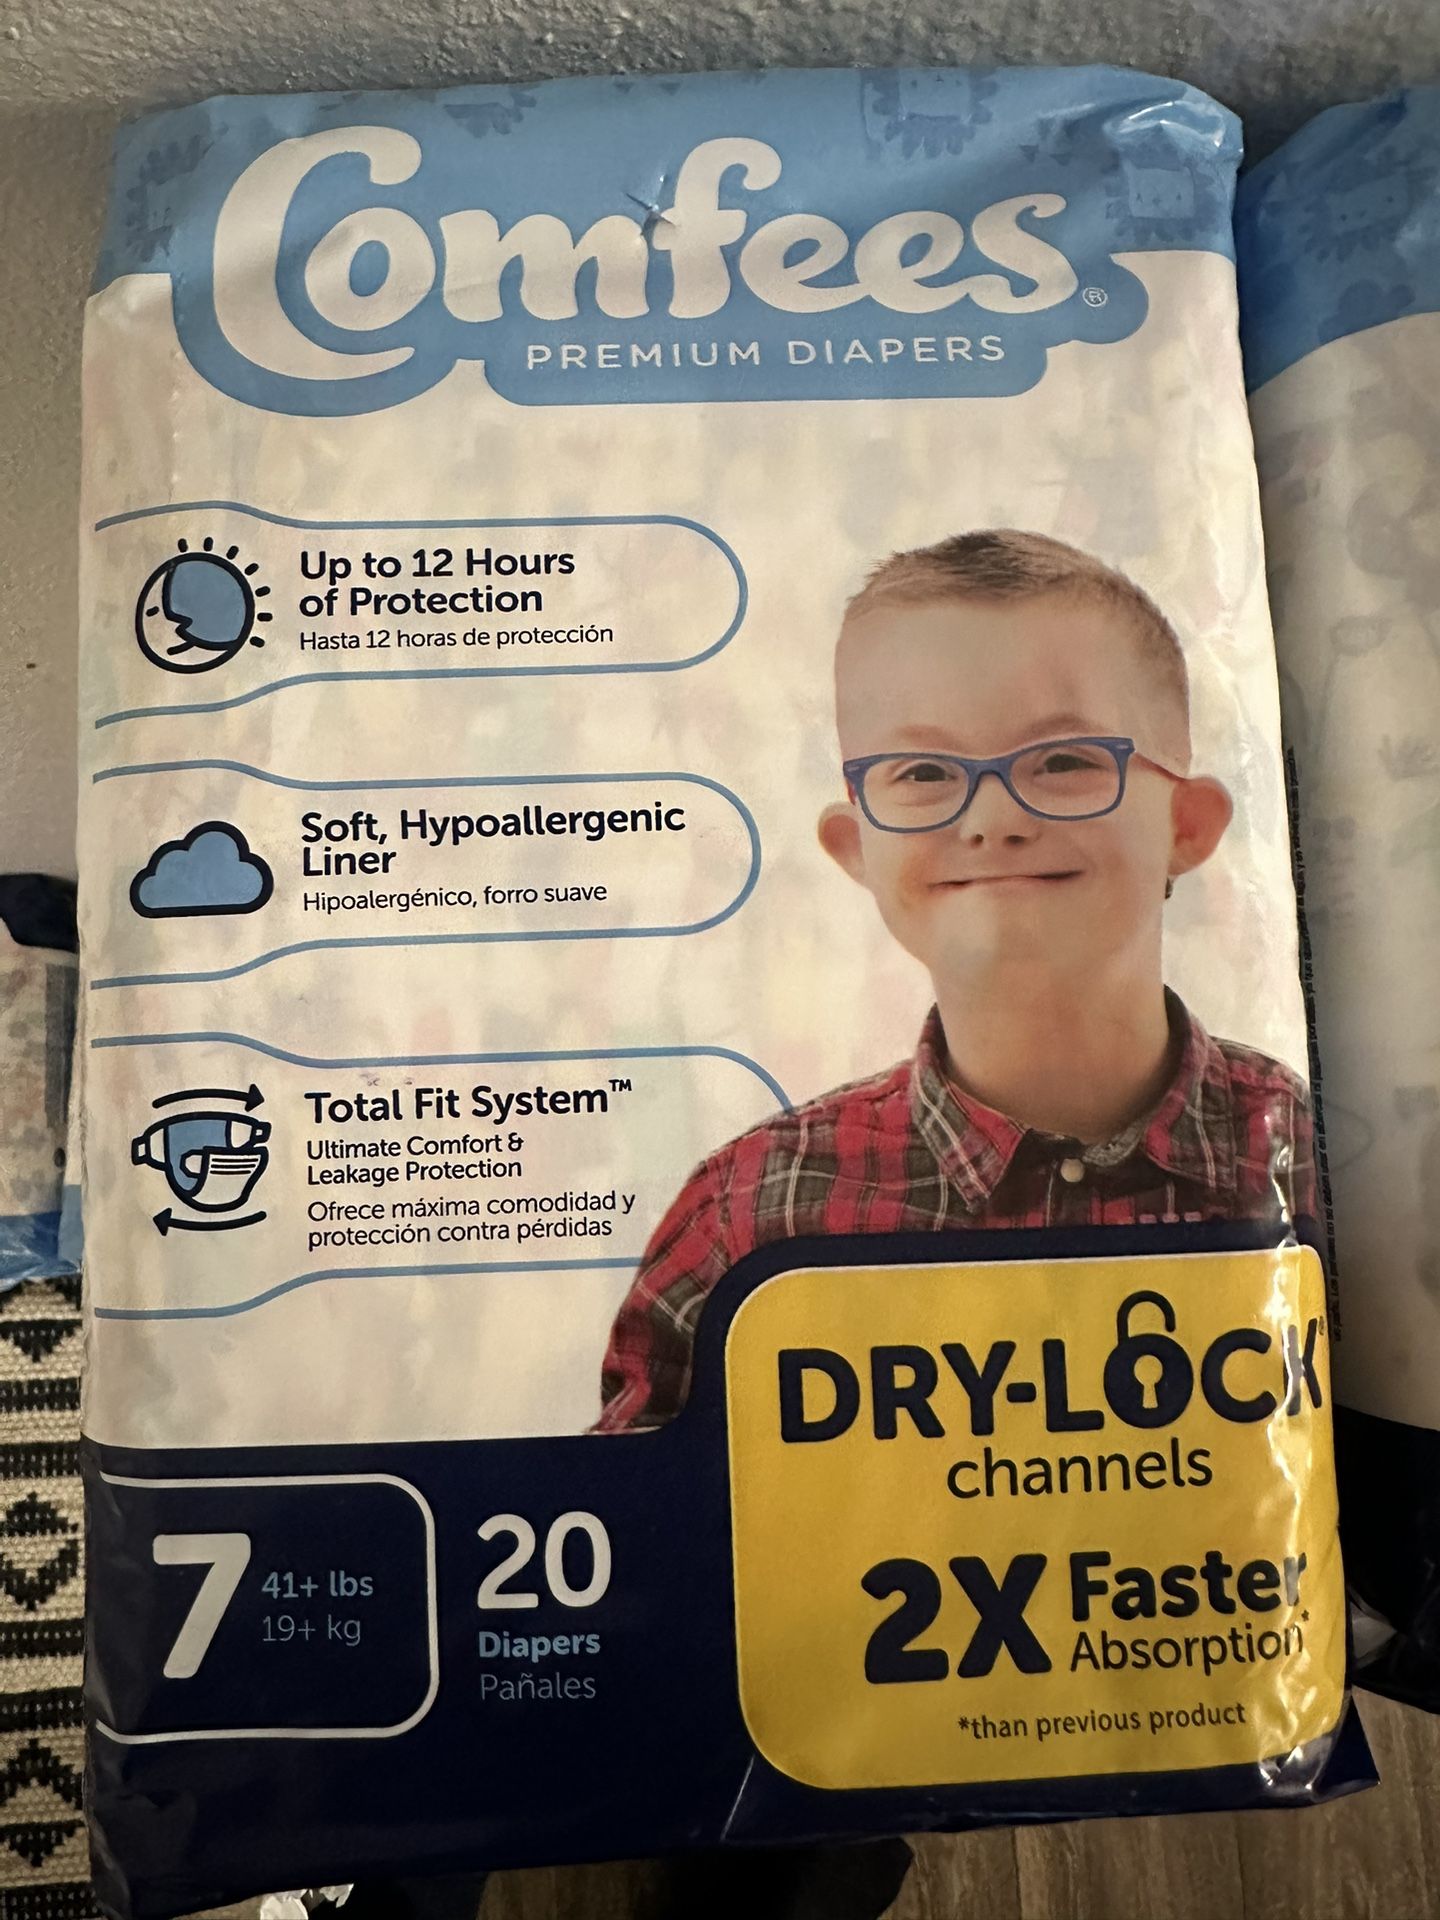 Comfees®
PREMIUM DIAPERS
Up to 12 Hours
of Protection
Hasta 12 horas de protección
Soft, Hypoallergenic
Liner
Hipoalergénico, forro suave
Total Fit System™
Ultimate Comfort &
Leakage Protection
Ofrece máxima comodidad y
protección contra pérdidas
DRY-LOCK®
channels
2X Faster
Absorption*
*than previous product
7
41+ lbs
19+ kg
20
Diapers
Pañales